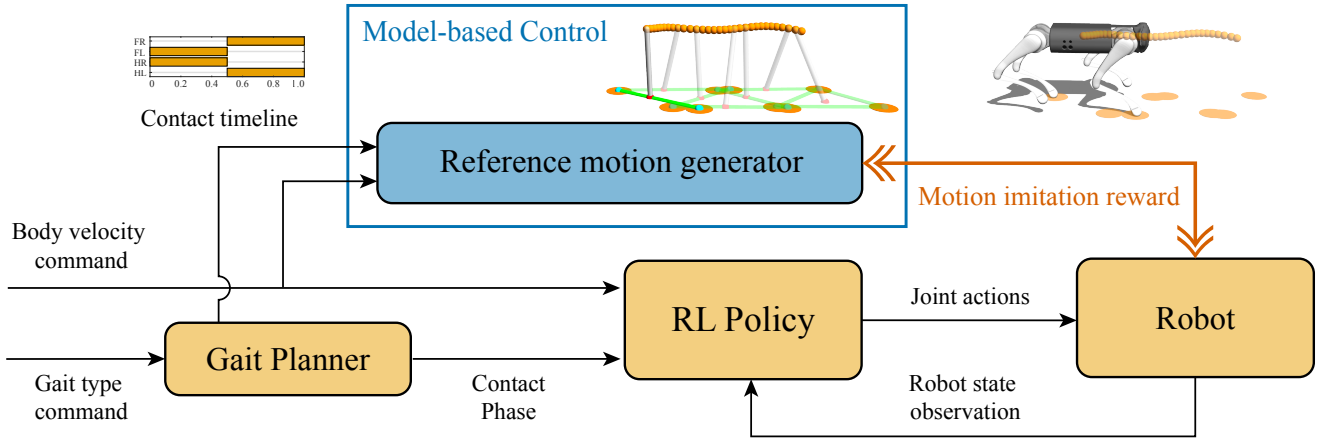 FR
FL
HR
HL
0 0.2 0.4 0.6 0.8 1.0
Contact timeline
Model-based Control
Reference motion generator
Motion imitation reward
Body velocity
command
Gait Planner
Gait type
command
Contact
Phase
RL Policy
Joint actions
Robot
Robot state
observation